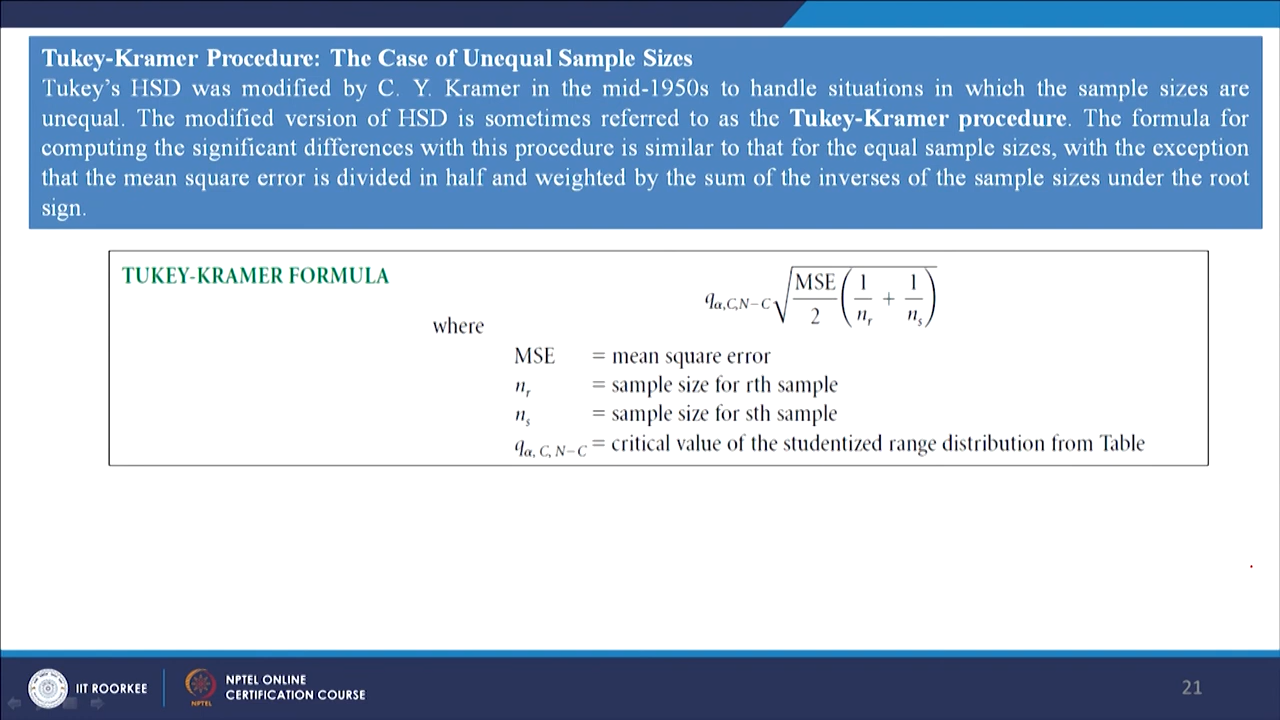 Tukey-Kramer Procedure: The Case of Unequal Sample Sizes
Tukey’s HSD was modified by C. Y. Kramer in the mid-1950s to handle situations in which the sample sizes are
unequal. The modified version of HSD is sometimes referred to as the Tukey-Kramer procedure. The formula for
computing the significant differences with this procedure is similar to that for the equal sample sizes, with the exception
that the mean square error is divided in half and weighted by the sum of the inverses of the sample sizes under the root
sign.
TUKEY-KRAMER FORMULA
q_{α,C,N−C} √(MSE/2 (1/n_r + 1/n_s))
where
MSE = mean square error
n_r = sample size for rth sample
n_s = sample size for sth sample
q_{α, C, N−C} = critical value of the studentized range distribution from Table
IIT ROORKEE
NPTEL
NPTEL ONLINE
CERTIFICATION COURSE
21